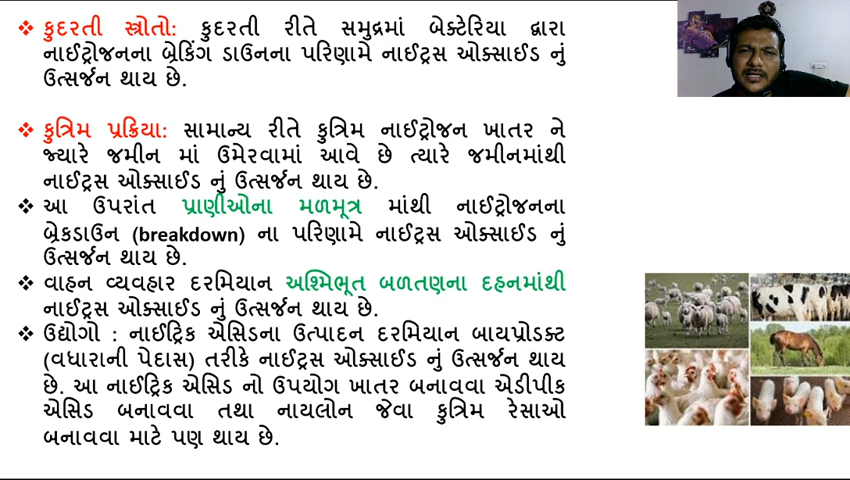 ❖ કુદરતી સ્ત્રોતો: કુદરતી રીતે સમુદ્રમાં બેક્ટેરિયા દ્વારા
નાઈટ્રોજનના બ્રેકિંગ ડાઉનના પરિણામે નાઈટ્રસ ઓક્સાઈડ નું
ઉત્સર્જન થાય છે.
❖ કુત્રિમ પ્રક્રિયા: સામાન્ય રીતે કુત્રિમ નાઈટ્રોજન ખાતર ને
જ્યારે જમીન માં ઉમેરવામાં આવે છે ત્યારે જમીનમાંથી
નાઈટ્રસ ઓક્સાઈડ નું ઉત્સર્જન થાય છે.
❖ આ ઉપરાંત પ્રાણીઓના મળમૂત્ર માંથી નાઈટ્રોજનના
બ્રેકડાઉન (breakdown) ના પરિણામે નાઈટ્રસ ઓક્સાઈડ નું
ઉત્સર્જન થાય છે.
❖ વાહન વ્યવહાર દરમિયાન અશ્મિભૂત બળતણના દહનમાંથી
નાઈટ્રસ ઓક્સાઈડ નું ઉત્સર્જન થાય છે.
❖ ઉદ્યોગો : નાઈટ્રિક એસિડના ઉત્પાદન દરમિયાન બાયપ્રોડક્ટ
(વધારાની પેદાસ) તરીકે નાઈટ્રસ ઓક્સાઈડ નું ઉત્સર્જન થાય
છે. આ નાઈટ્રિક એસિડ નો ઉપયોગ ખાતર બનાવવા એડીપીક
એસિડ બનાવવા તથા નાયલોન જેવા કુત્રિમ રેસાઓ
બનાવવા માટે પણ થાય છે.